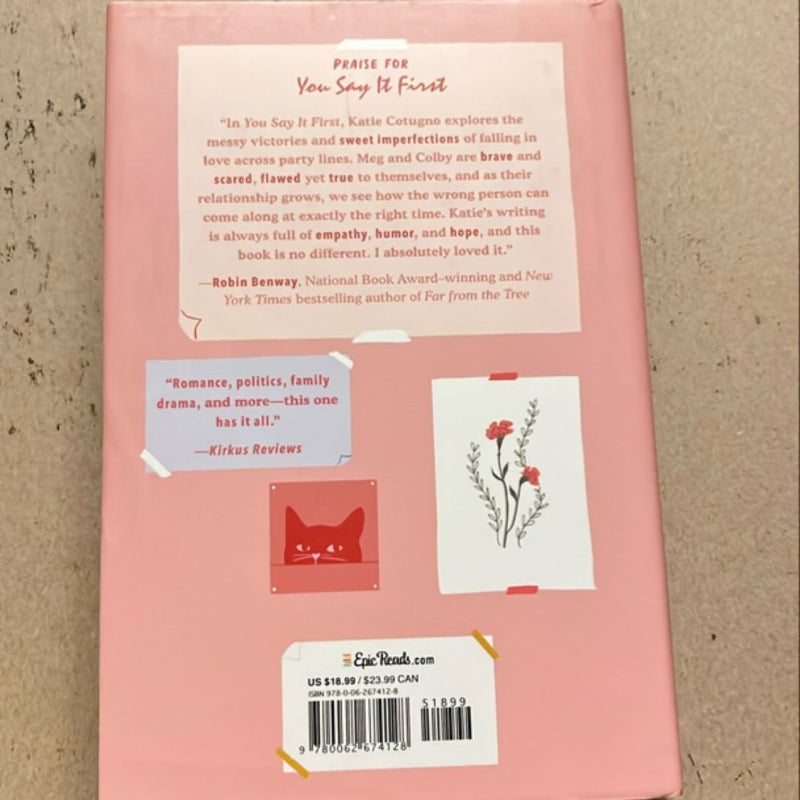 PRAISE FOR
You Say It First
“In You Say It First, Katie Cotugno explores the
messy victories and sweet imperfections of falling in
love across party lines. Meg and Colby are brave and
scared, flawed yet true to themselves, and as their
relationship grows, we see how the wrong person can
come along at exactly the right time. Katie’s writing
is always full of empathy, humor, and hope, and this
book is no different. I absolutely loved it.”
—Robin Benway, National Book Award–winning and New
York Times bestselling author of Far from the Tree
“Romance, politics, family
drama, and more—this one
has it all.”
—Kirkus Reviews
EpicReads.com
US $18.99 / $23.99 CAN
ISBN 978-0-06-267412-8
51899
9 780062 674128